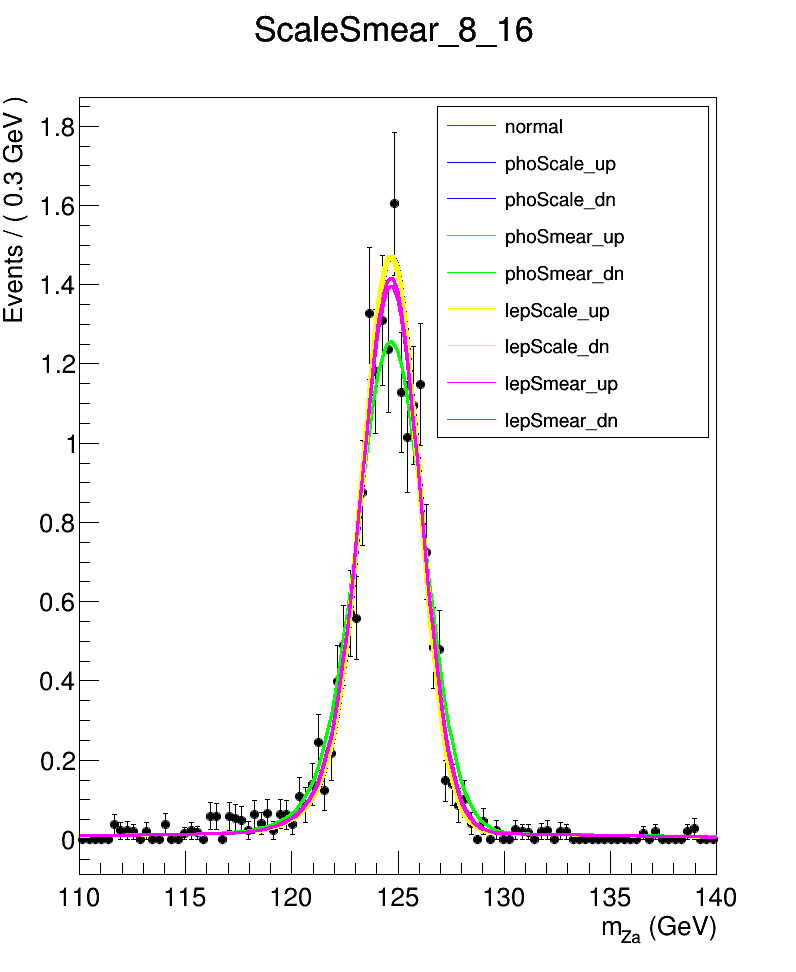 ScaleSmear_8_16
Events / ( 0.3 GeV )
1.8
1.6
1.4
1.2
1
0.8
0.6
0.4
0.2
0
normal
phoScale_up
phoScale_dn
phoSmear_up
phoSmear_dn
lepScale_up
lepScale_dn
lepSmear_up
lepSmear_dn
110 115 120 125 130 135 140
m_Za (GeV)